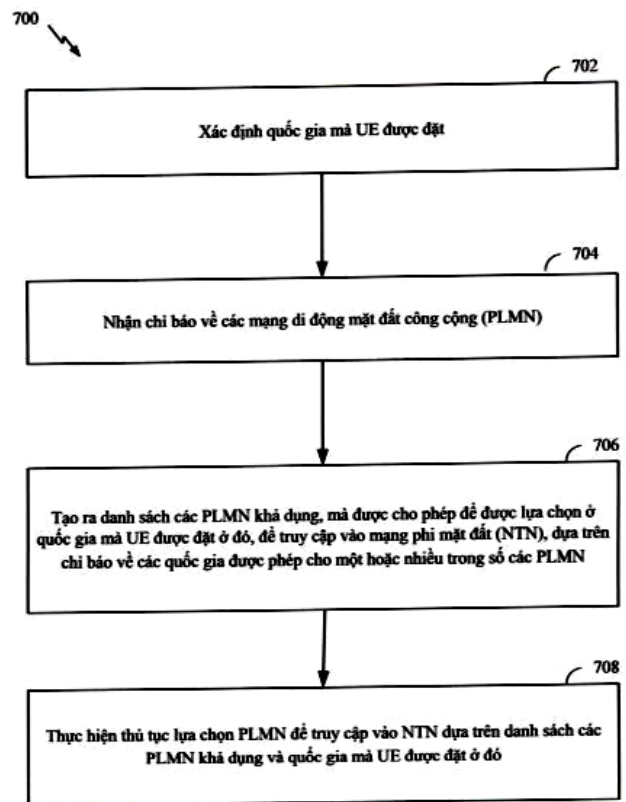 700
702
Xác định quốc gia mà UE được đặt
704
Nhận chỉ báo về các mạng di động mặt đất công cộng (PLMN)
706
Tạo ra danh sách các PLMN khả dụng, mà được cho phép để được lựa chọn ở
quốc gia mà UE được đặt ở đó, để truy cập vào mạng phi mặt đất (NTN), dựa trên
chỉ báo về các quốc gia được phép cho một hoặc nhiều trong số các PLMN
708
Thực hiện thủ tục lựa chọn PLMN để truy cập vào NTN dựa trên danh sách các
PLMN khả dụng và quốc gia mà UE được đặt ở đó